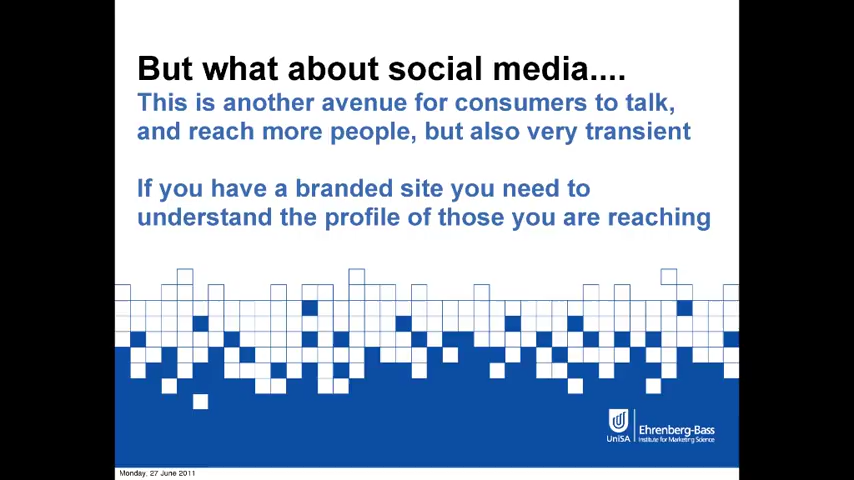 But what about social media....
This is another avenue for consumers to talk,
and reach more people, but also very transient
If you have a branded site you need to
understand the profile of those you are reaching
UniSA
Ehrenberg-Bass
Institute for Marketing Science
Monday, 27 June 2011